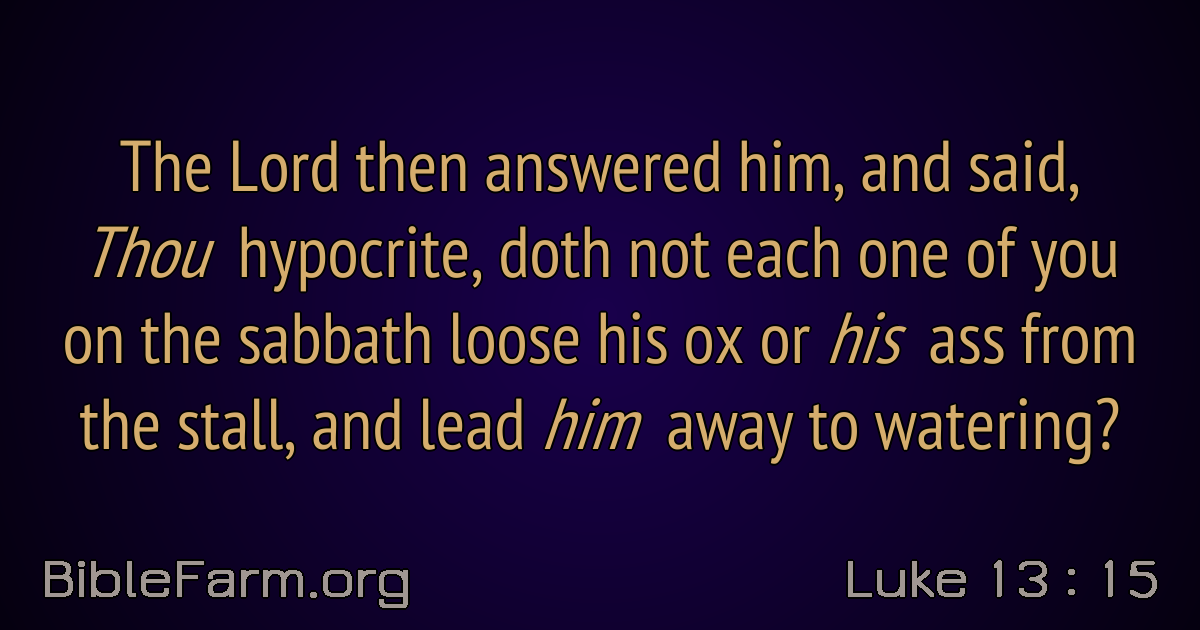 The Lord then answered him, and said,
Thou hypocrite, doth not each one of you
on the sabbath loose his ox or his ass from
the stall, and lead him away to watering?
BibleFarm.org
Luke 13 : 15